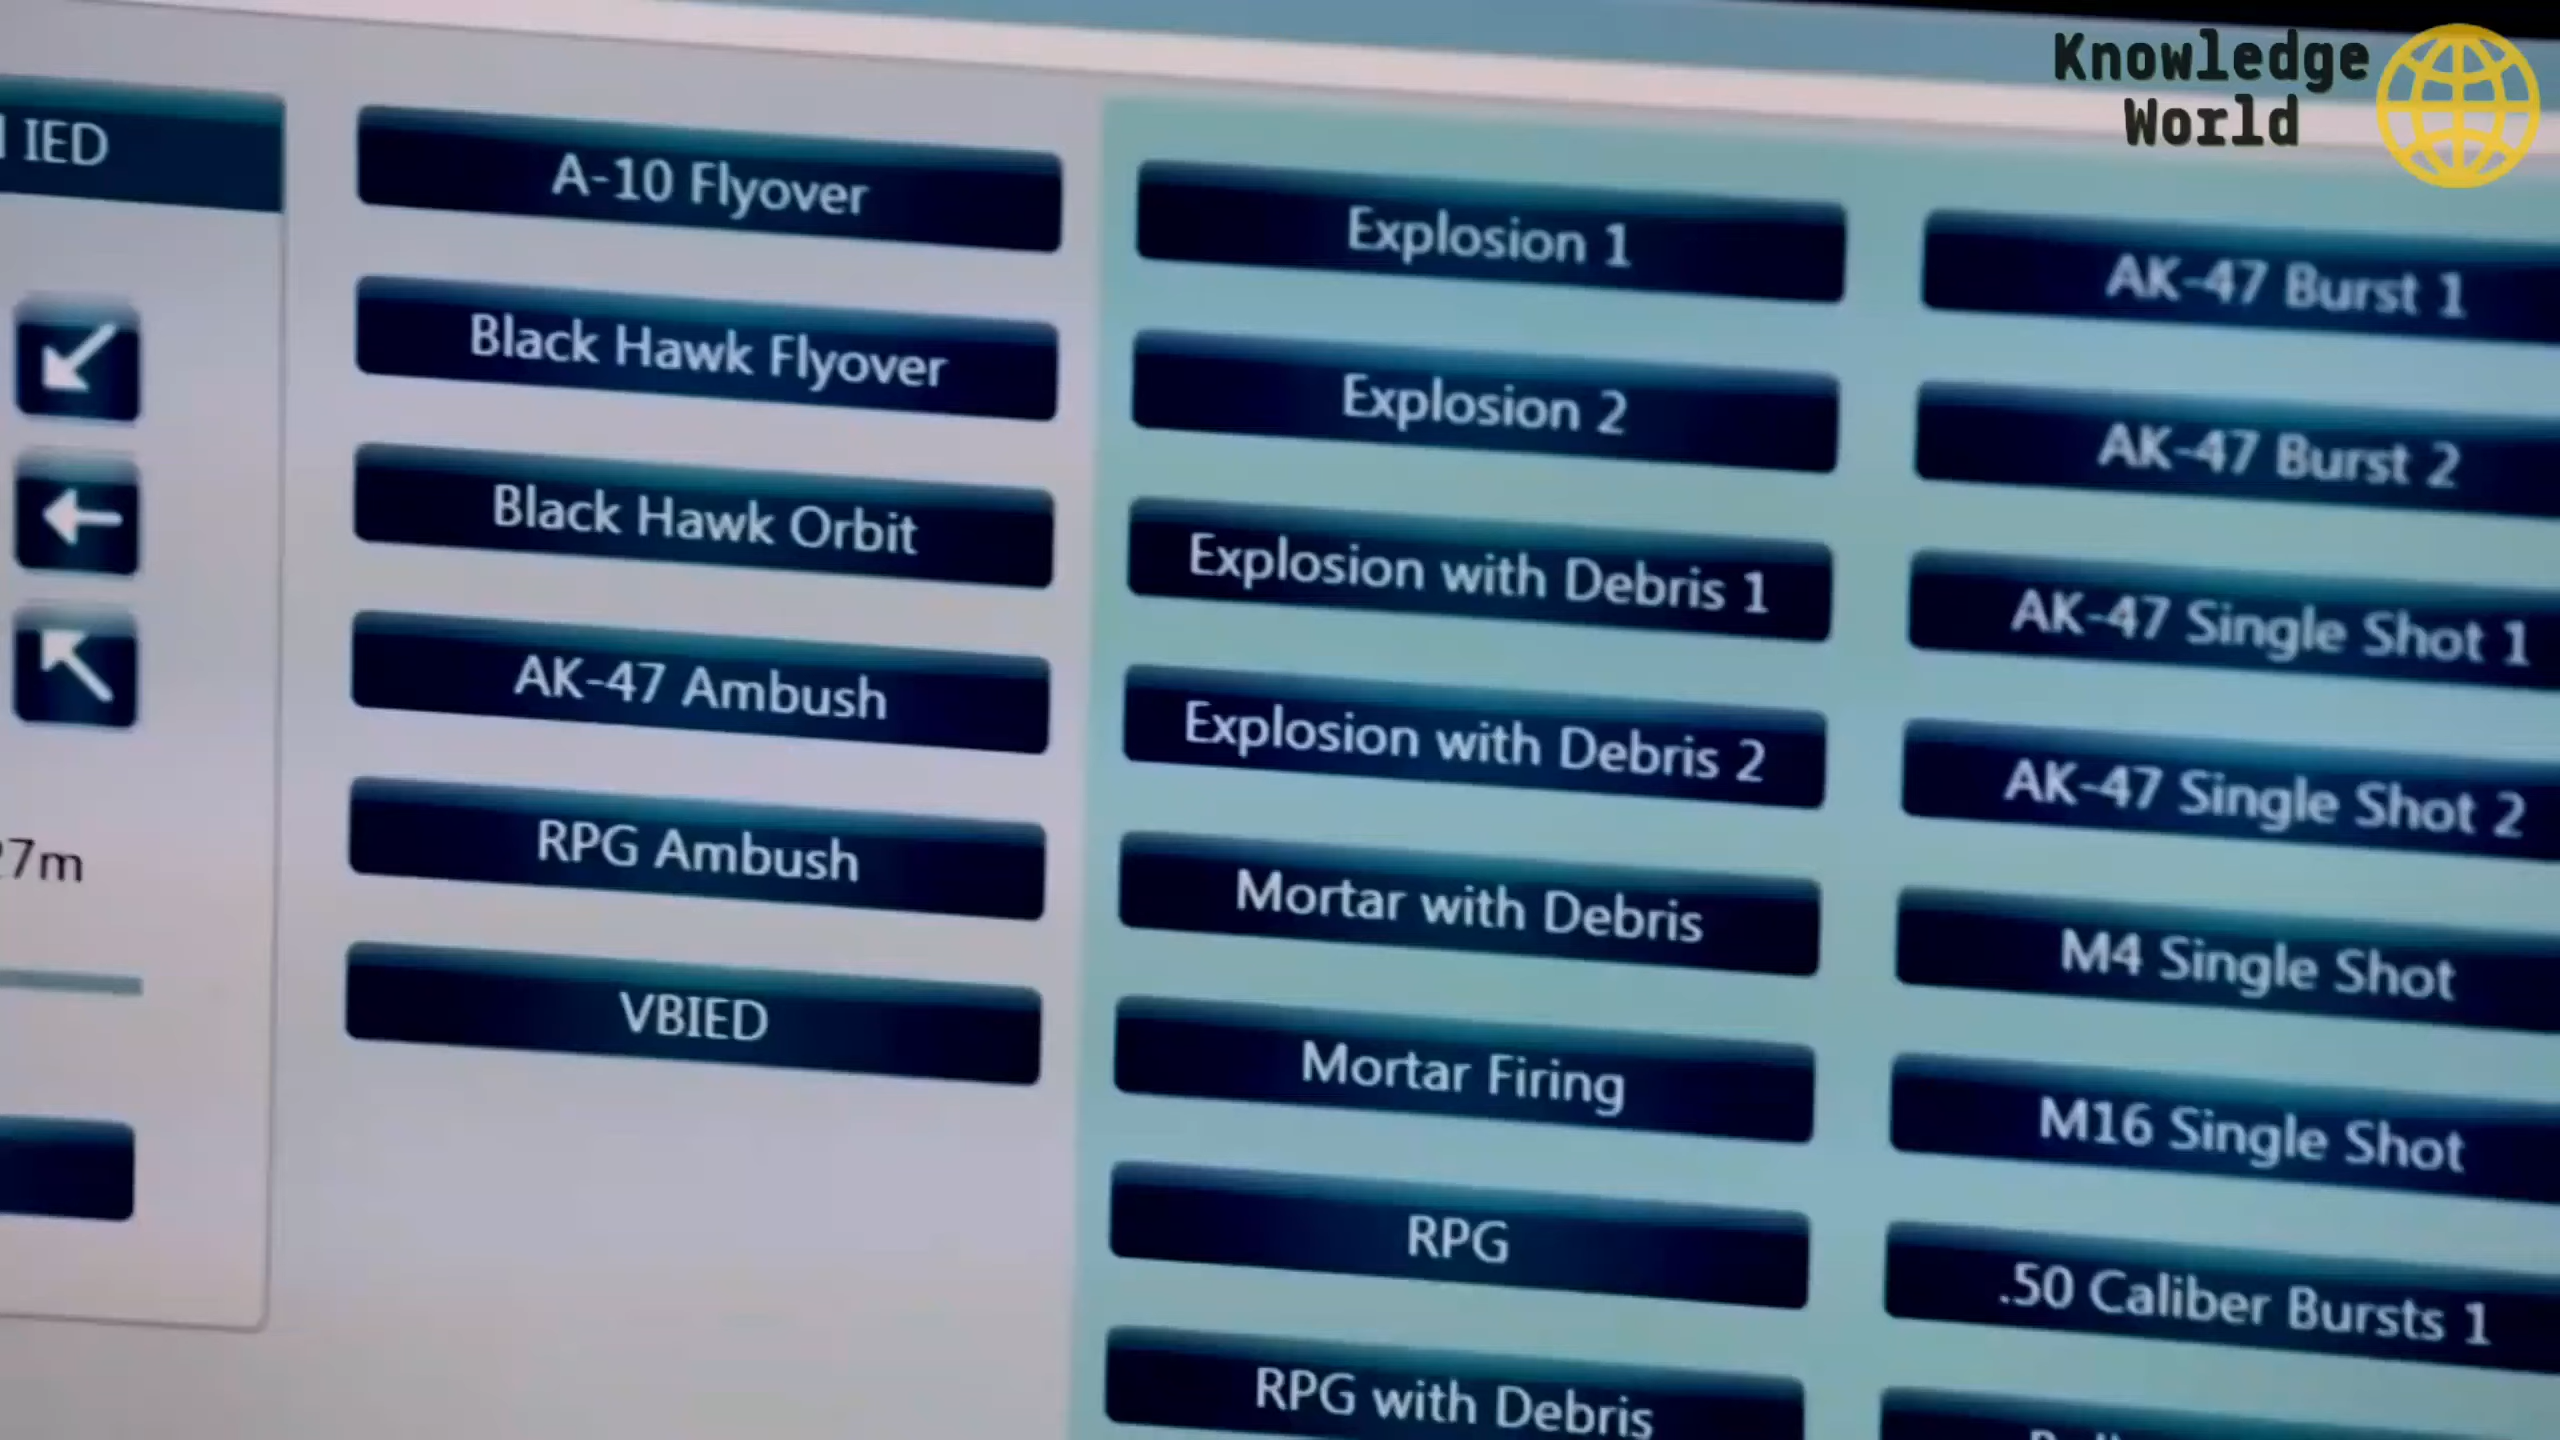 Knowledge
World
IED
27m
A-10 Flyover
Black Hawk Flyover
Black Hawk Orbit
AK-47 Ambush
RPG Ambush
VBIED
Explosion 1
Explosion 2
Explosion with Debris 1
Explosion with Debris 2
Mortar with Debris
Mortar Firing
RPG
RPG with Debris
AK-47 Burst 1
AK-47 Burst 2
AK-47 Single Shot 1
AK-47 Single Shot 2
M4 Single Shot
M16 Single Shot
.50 Caliber Bursts 1